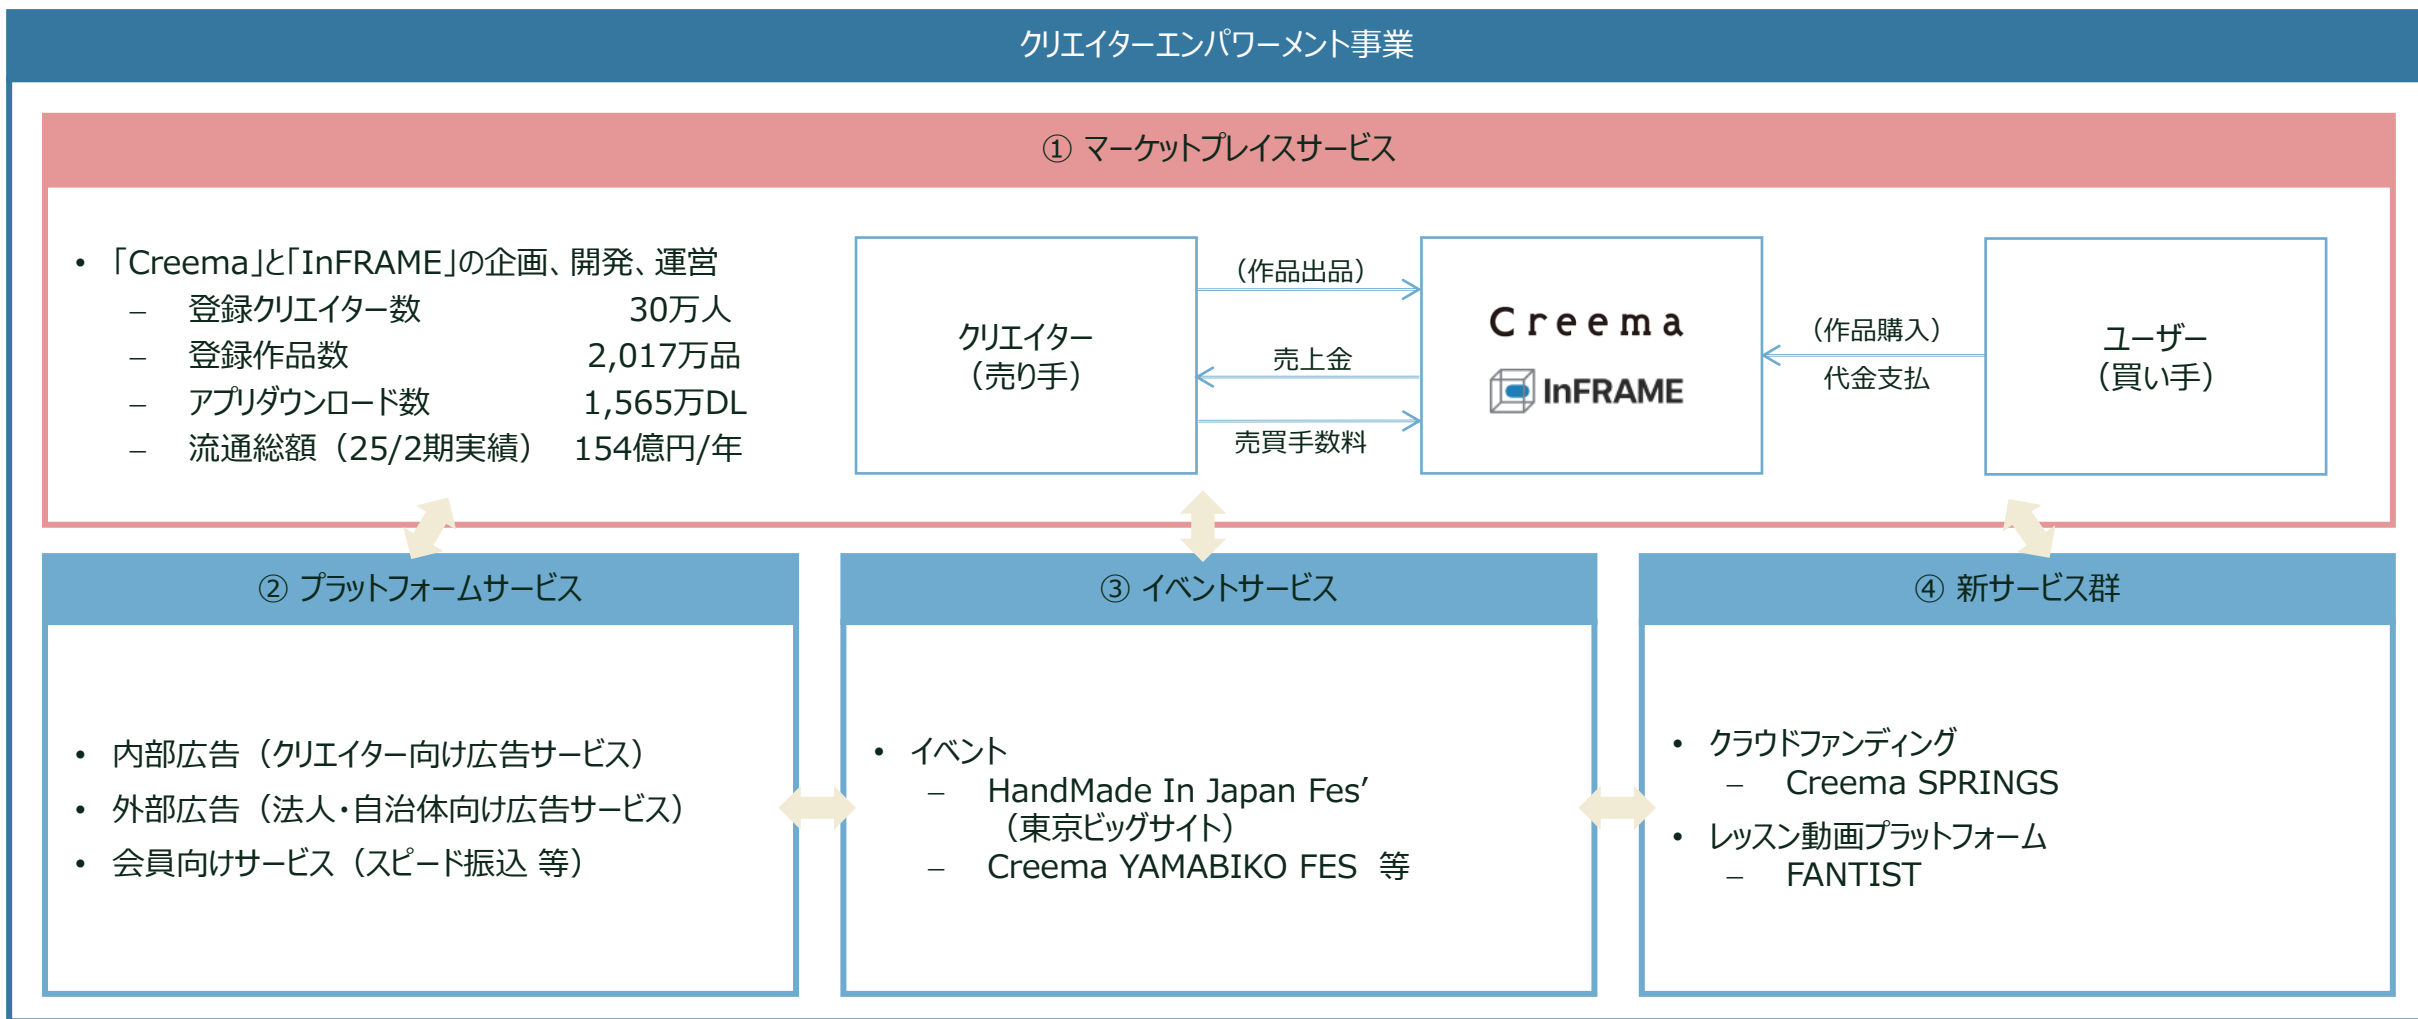 クリエイターエンパワーメント事業
① マーケットプレイスサービス
• 「Creema」と「InFRAME」の企画、開発、運営
– 登録クリエイター数 30万人
– 登録作品数 2,017万品
– アプリダウンロード数 1,565万DL
– 流通総額（25/2期実績） 154億円/年
クリエイター
（売り手）
（作品出品）
売上金
売買手数料
Creema
InFRAME
（作品購入）
代金支払
ユーザー
（買い手）
② プラットフォームサービス
• 内部広告（クリエイター向け広告サービス）
• 外部広告（法人・自治体向け広告サービス）
• 会員向けサービス（スピード振込 等）
③ イベントサービス
• イベント
– HandMade In Japan Fes’
（東京ビッグサイト）
– Creema YAMABIKO FES 等
④ 新サービス群
• クラウドファンディング
– Creema SPRINGS
• レッスン動画プラットフォーム
– FANTIST